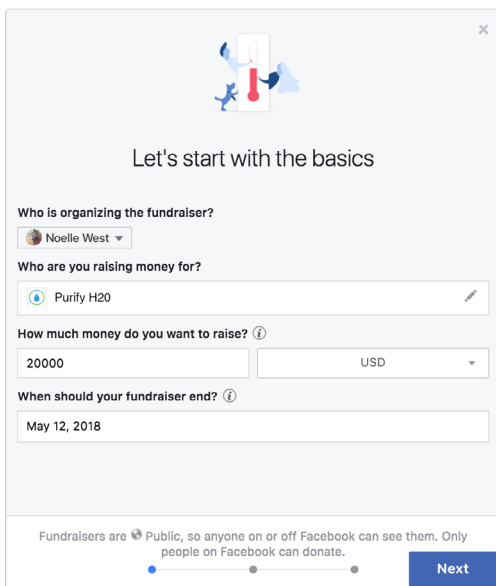 Let's start with the basics
Who is organizing the fundraiser?
Noelle West
Who are you raising money for?
Purify H20
How much money do you want to raise?
20000
USD
When should your fundraiser end?
May 12, 2018
Fundraisers are Public, so anyone on or off Facebook can see them. Only
people on Facebook can donate.
Next